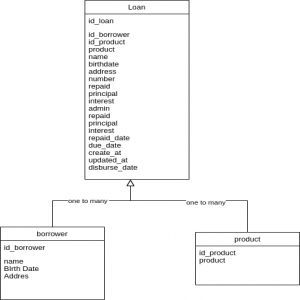 Loan
id_loan
id_borrower
id_product
product
name
birthdate
address
number
repaid
principal
interest
admin
repaid
principal
interest
repaid_date
due_date
create_at
updated_at
disburse_date
one to many
one to many
borrower
id_borrower
name
BIrth Date
Addres
product
id_product
product